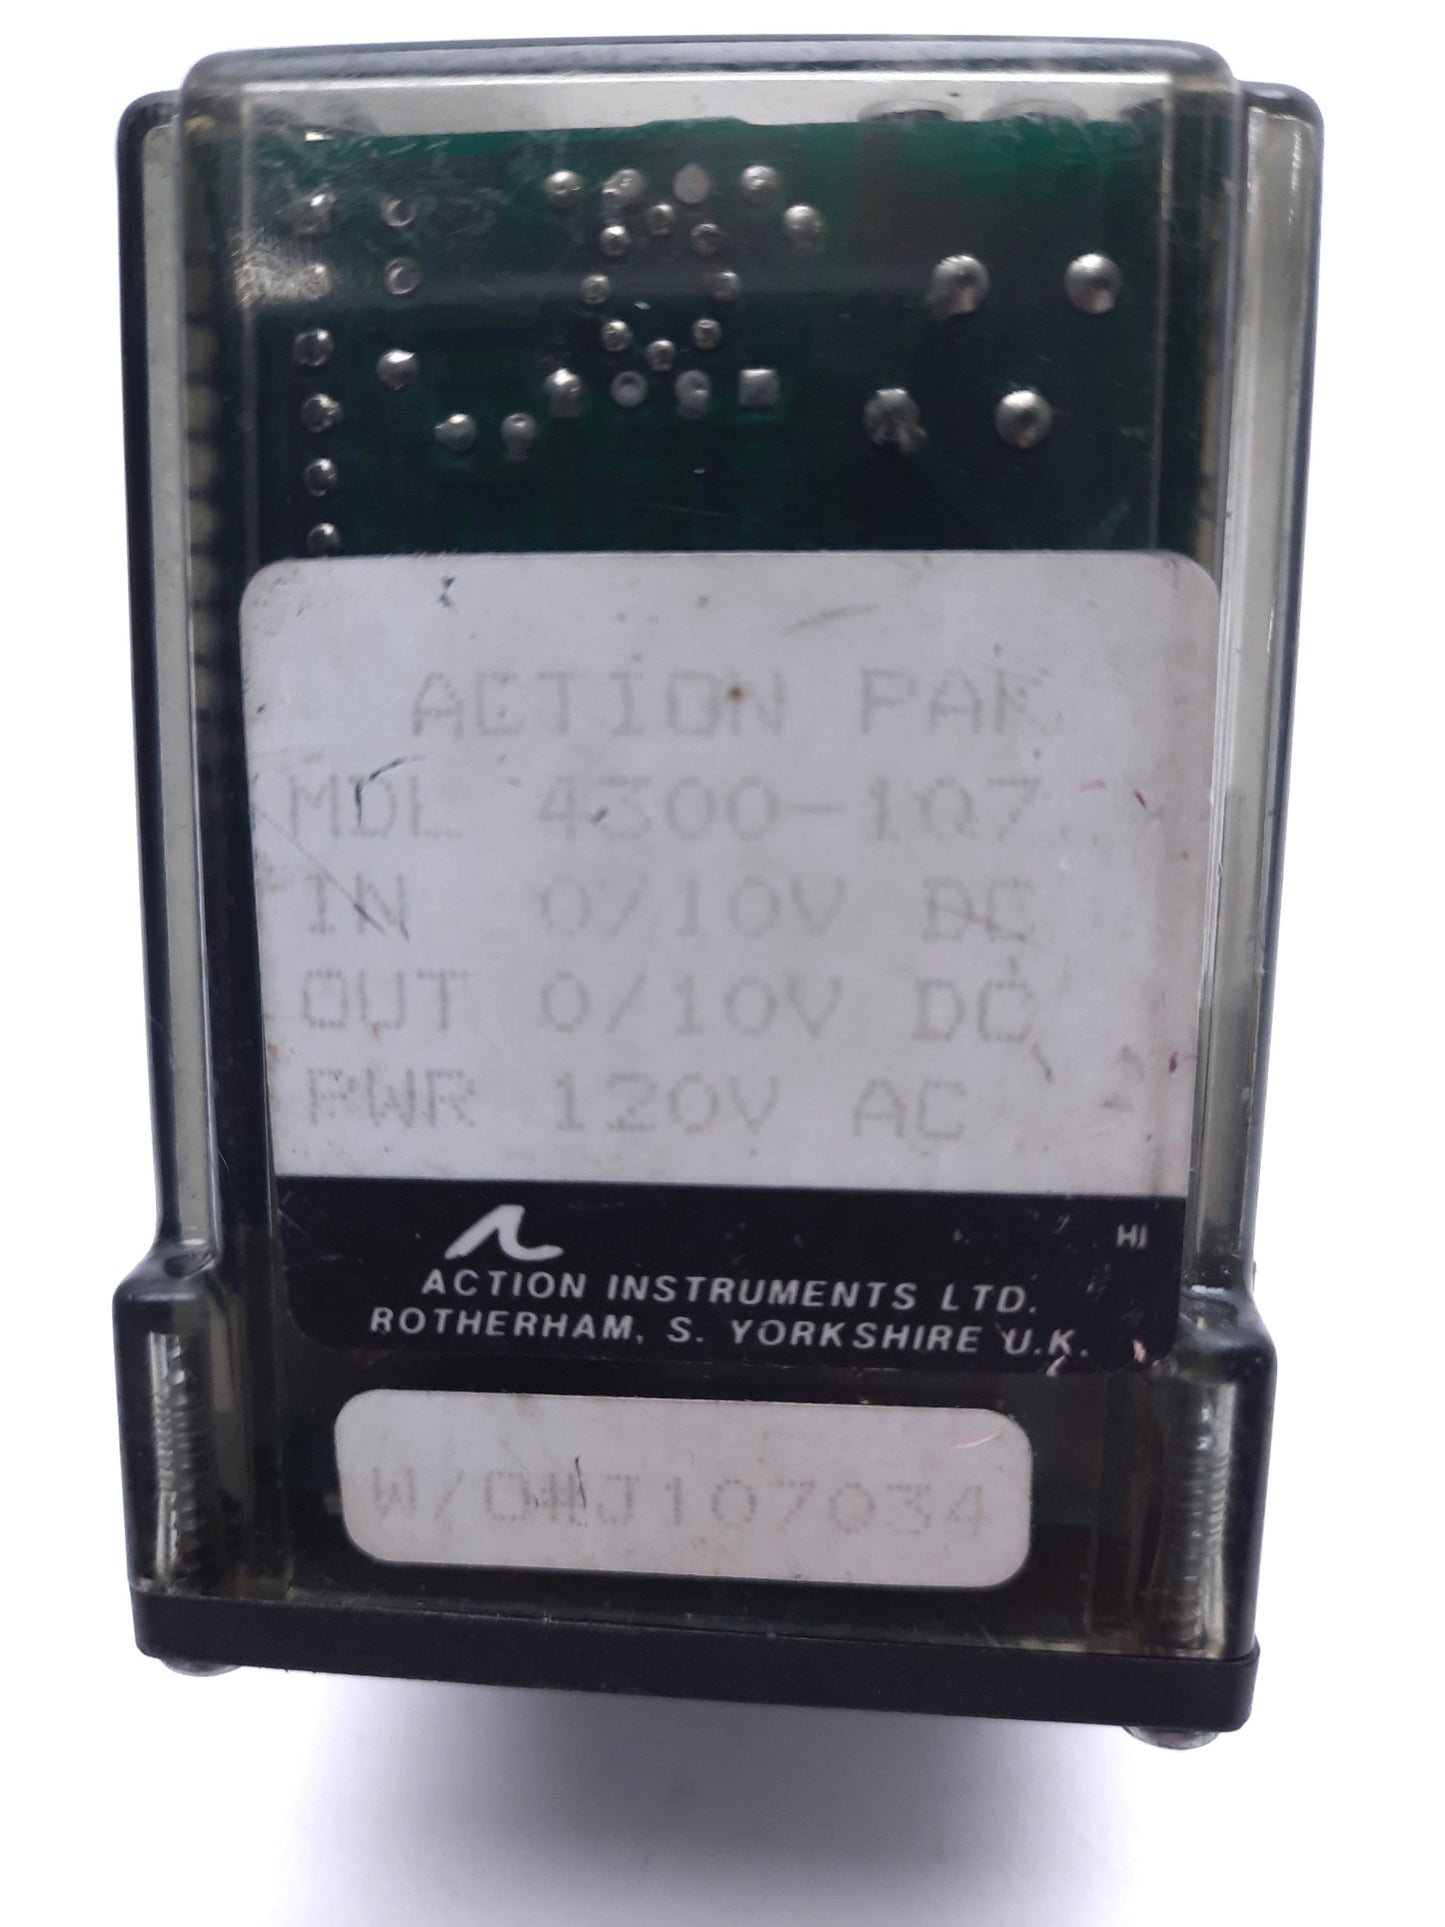 ACTION PAK
MDL 4300-107
IN 0/10V DC
OUT 0/10V DC
PWR 120V AC
HI
ACTION INSTRUMENTS LTD.
ROTHERHAM, S. YORKSHIRE U.K.
W/O#J107034